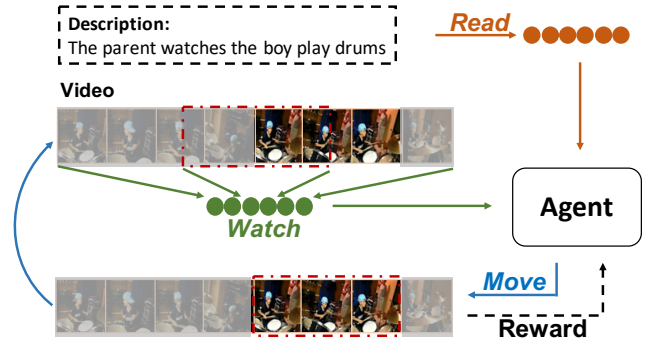 Description:
The parent watches the boy play drums
Read
Video
Watch
Agent
Move
Reward